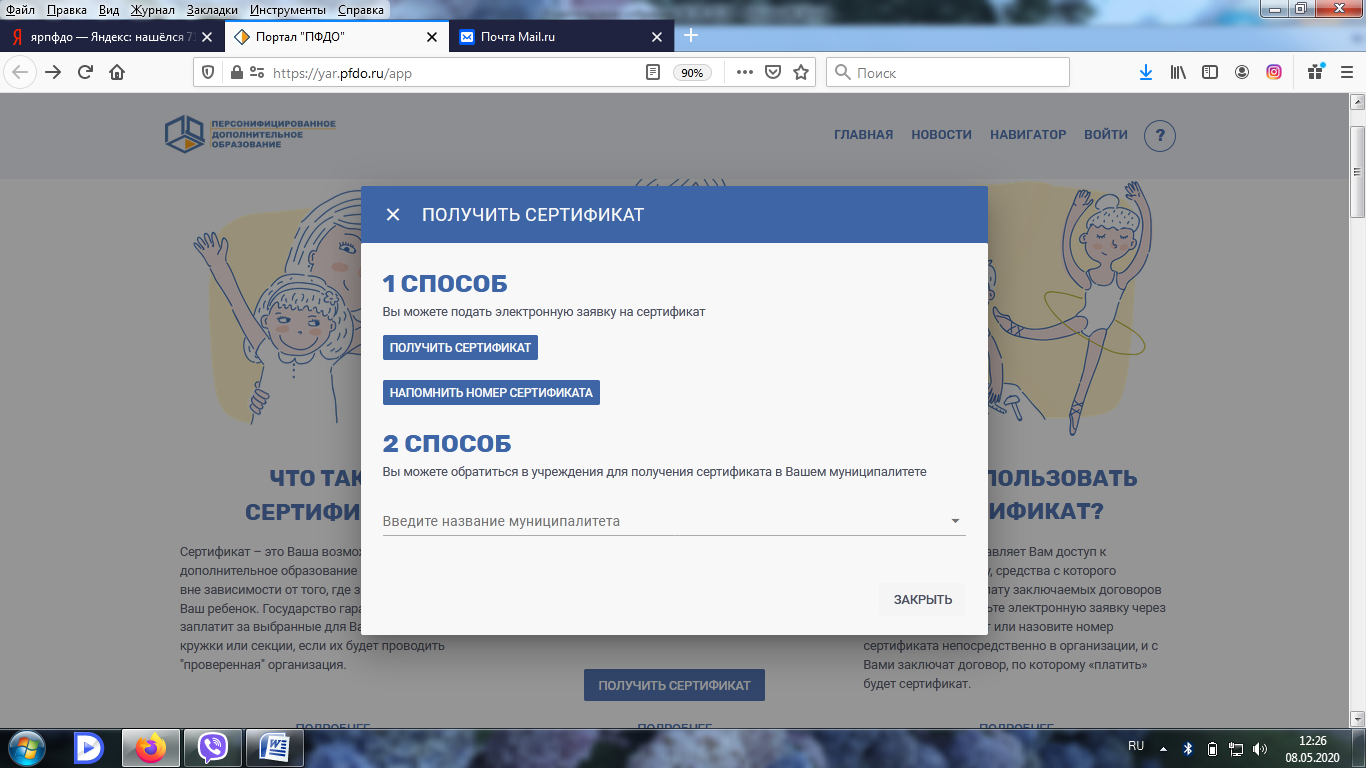 Файл Правка Вид Журнал Закладки Инструменты Справка
ярпфдо — Яндекс: нашёлся
Портал "ПФДО"
Почта Mail.ru
https://yar.pfdo.ru/app
90%
Поиск
ПЕРСОНИФИЦИРОВАННОЕ
ДОПОЛНИТЕЛЬНОЕ
ОБРАЗОВАНИЕ
ГЛАВНАЯ НОВОСТИ НАВИГАТОР ВОЙТИ ?
ПОЛУЧИТЬ СЕРТИФИКАТ
1 СПОСОБ
Вы можете подать электронную заявку на сертификат
ПОЛУЧИТЬ СЕРТИФИКАТ
НАПОМНИТЬ НОМЕР СЕРТИФИКАТА
2 СПОСОБ
Вы можете обратиться в учреждения для получения сертификата в Вашем муниципалитете
Введите название муниципалитета
ЗАКРЫТЬ
ЧТО ТАК
СЕРТИФИ
Сертификат – это Ваша возмож
дополнительное образование
вне зависимости от того, где з
Ваш ребенок. Государство гара
заплатит за выбранные для Ва
кружки или секции, если их будет проводить
"проверенная" организация.
ПОЛУЧИТЬ СЕРТИФИКАТ
ПОЛЬЗОВАТЬ
ИФИКАТ?
авляет Вам доступ к
, средства с которого
лату заключаемых договоров
ьте электронную заявку через
т или назовите номер
сертификата непосредственно в организации, и с
Вами заключат договор, по которому «платить»
будет сертификат.
ПОДРОБНЕЕ ПОДРОБНЕЕ ПОДРОБНЕЕ
RU
12:26
08.05.2020